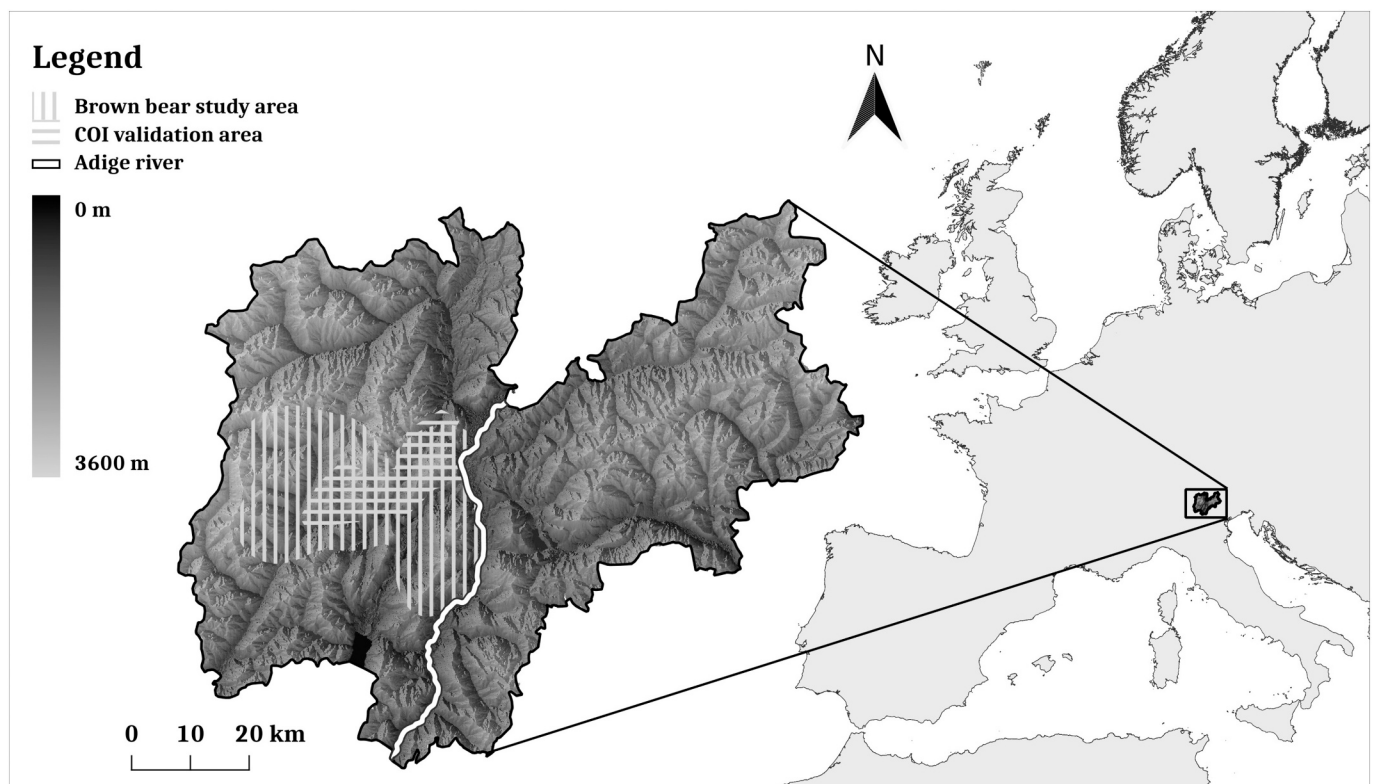 Legend
Brown bear study area
COI validation area
Adige river
0 m
3600 m
0 10 20 km
N